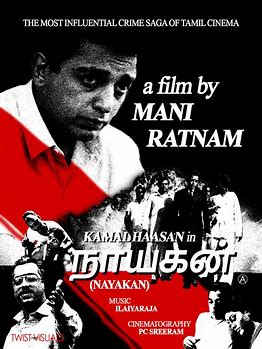 THE MOST INFLUENTIAL CRIME SAGA OF TAMIL CINEMA
a film by
MANI
RATNAM
KAMALHAASAN in
நாயகன்
(NAYAKAN)
A
MUSIC
ILAIYARAJA
CINEMATOGRAPHY
PC SREERAM
TWIST VISUALS